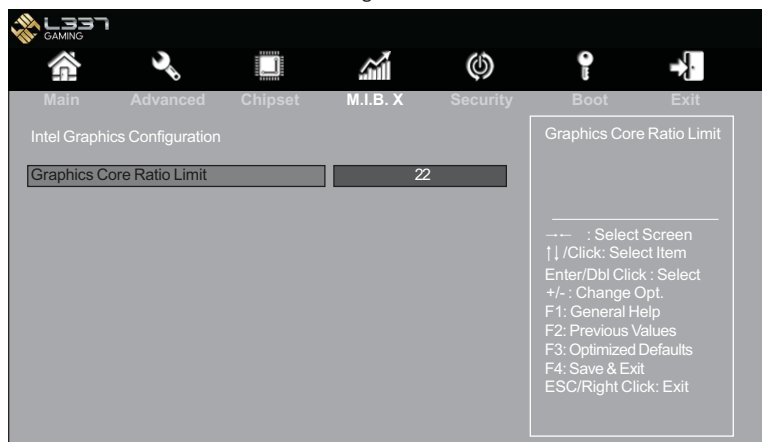 L337
GAMING
Main Advanced Chipset M.I.B. X Security Boot Exit
Intel Graphics Configuration
Graphics Core Ratio Limit 22
Graphics Core Ratio Limit
→← : Select Screen
↑↓/Click: Select Item
Enter/Dbl Click : Select
+/- : Change Opt.
F1: General Help
F2: Previous Values
F3: Optimized Defaults
F4: Save & Exit
ESC/Right Click: Exit